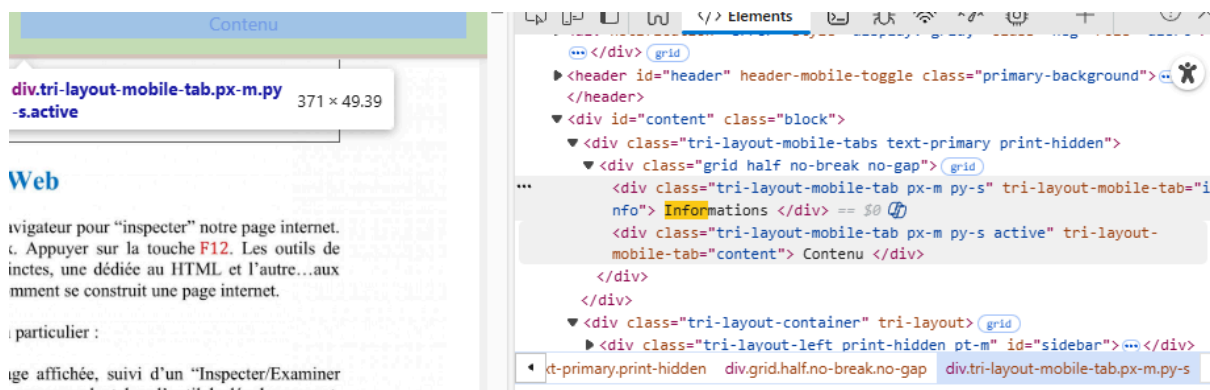 Contenu
div.tri-layout-mobile-tab.px-m.py
-s.active
371 × 49.39
Web
avigateur pour “inspecter” notre page internet.
x. Appuyer sur la touche F12. Les outils de
inctes, une dédiée au HTML et l’autre…aux
mment se construit une page internet.
particulier :
age affichée, suivi d’un “Inspecter/Examiner
</> Elements
</div> grid
<header id="header" header-mobile-toggle class="primary-background">
</header>
<div id="content" class="block">
<div class="tri-layout-mobile-tabs text-primary print-hidden">
<div class="grid half no-break no-gap"> grid
<div class="tri-layout-mobile-tab px-m py-s" tri-layout-mobile-tab="i
nfo"> Informations </div> == $0
<div class="tri-layout-mobile-tab px-m py-s active" tri-layout-
mobile-tab="content"> Contenu </div>
</div>
</div>
<div class="tri-layout-container" tri-layout> grid
<div class="tri-layout-left print-hidden pt-m" id="sidebar"> </div>
xt-primary.print-hidden div.grid.half.no-break.no-gap div.tri-layout-mobile-tab.px-m.py-s